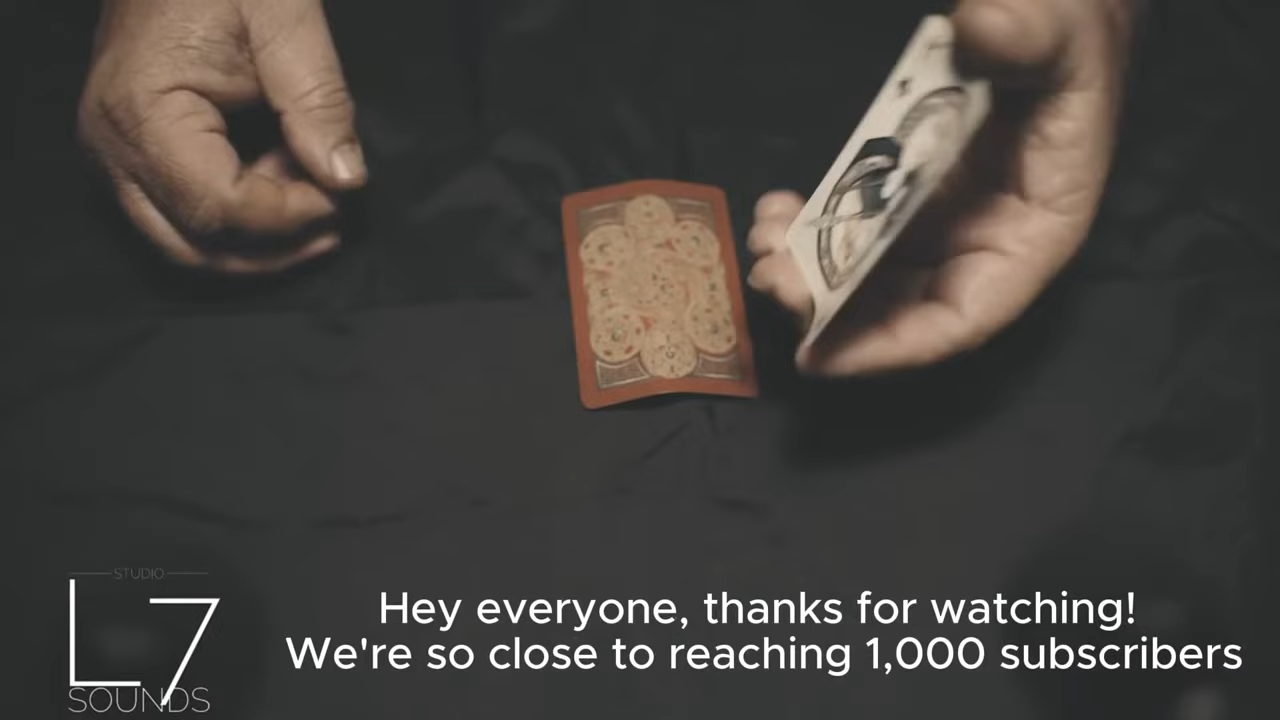 STUDIO
L7
SOUNDS
Hey everyone, thanks for watching!
We're so close to reaching 1,000 subscribers